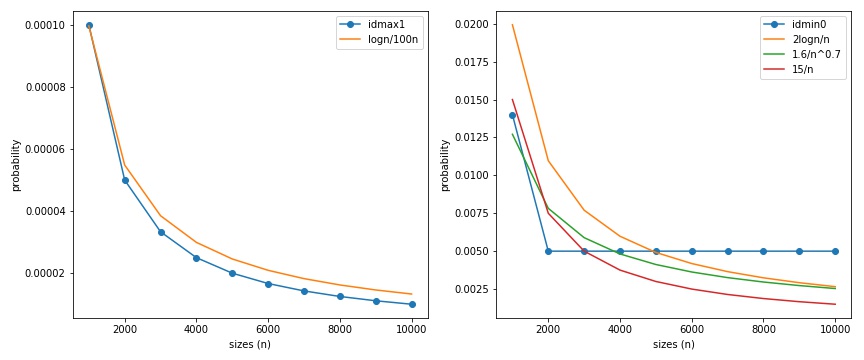 0.00010
0.00008
0.00006
0.00004
0.00002
probability
2000 4000 6000 8000 10000
sizes (n)
idmax1
logn/100n
0.0200
0.0175
0.0150
0.0125
0.0100
0.0075
0.0050
0.0025
probability
2000 4000 6000 8000 10000
sizes (n)
idmin0
2logn/n
1.6/n^0.7
15/n